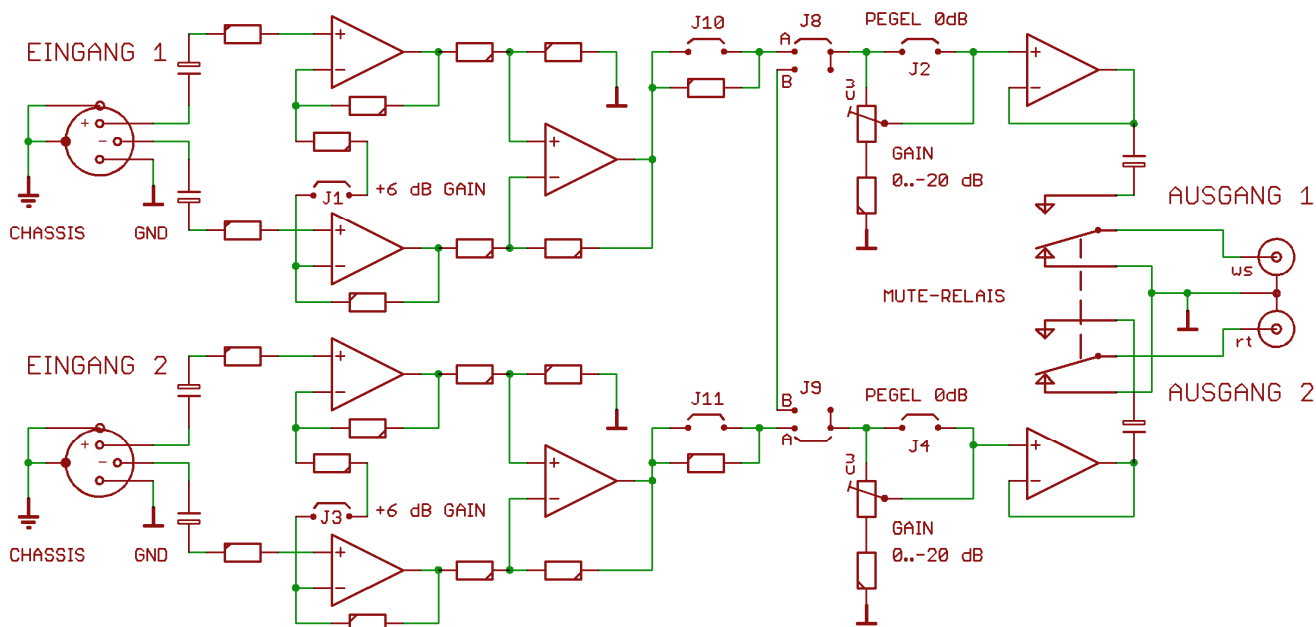 EINGANG 1
J10
J8
PEGEL 0dB
A
B
J2
3U
GAIN
0..-20 dB
J1
+6 dB GAIN
CHASSIS
GND
AUSGANG 1
ws
MUTE-RELAIS
rt
AUSGANG 2
EINGANG 2
J11
J9
PEGEL 0dB
B
A
J4
3U
GAIN
0..-20 dB
J3
+6 dB GAIN
CHASSIS
GND